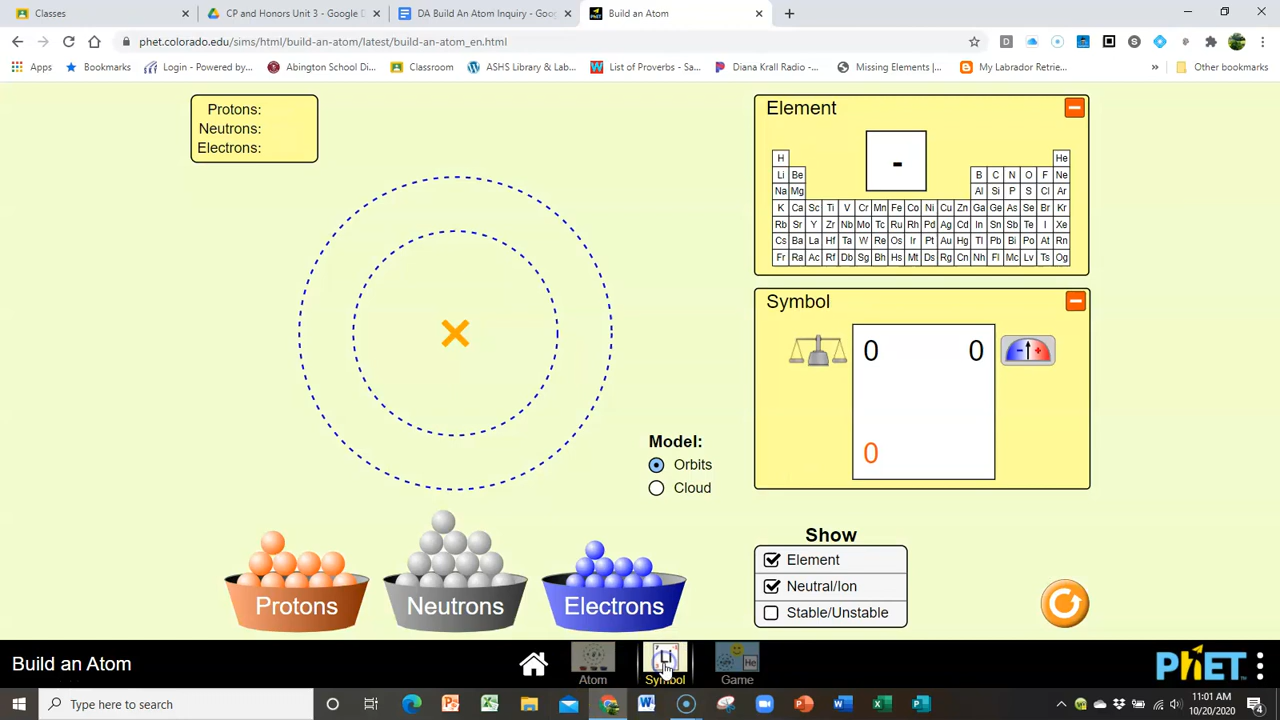 Classes
CP and Honors Unit 3 - Google D
DA Build An Atom Inquiry - Goog
Build an Atom
phet.colorado.edu/sims/html/build-an-atom/latest/build-an-atom_en.html
Apps Bookmarks Login - Powered by... Abington School Di... Classroom ASHS Library & Lab... List of Proverbs - Sa... Diana Krall Radio -... Missing Elements |... My Labrador Retrie... » Other bookmarks
Protons:
Neutrons:
Electrons:
Element
-
H He
Li Be B C N O F Ne
Na Mg Al Si P S Cl Ar
K Ca Sc Ti V Cr Mn Fe Co Ni Cu Zn Ga Ge As Se Br Kr
Rb Sr Y Zr Nb Mo Tc Ru Rh Pd Ag Cd In Sn Sb Te I Xe
Cs Ba La Hf Ta W Re Os Ir Pt Au Hg Tl Pb Bi Po At Rn
Fr Ra Ac Rf Db Sg Bh Hs Mt Ds Rg Cn Nh Fl Mc Lv Ts Og
Symbol
0 0
- +
0
Model:
Orbits
Cloud
Protons
Neutrons
Electrons
Show
Element
Neutral/Ion
Stable/Unstable
Build an Atom
Atom
Li
Symbol
He
Game
PhET
Type here to search
11:01 AM
10/20/2020